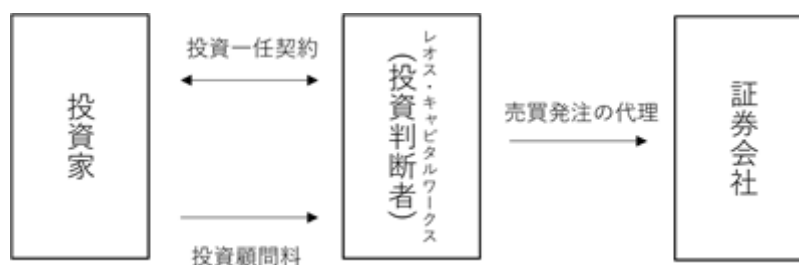 投資家
投資一任契約
投資顧問料
レオス・キャピタルワークス
(投資判断者)
売買発注の代理
証券会社